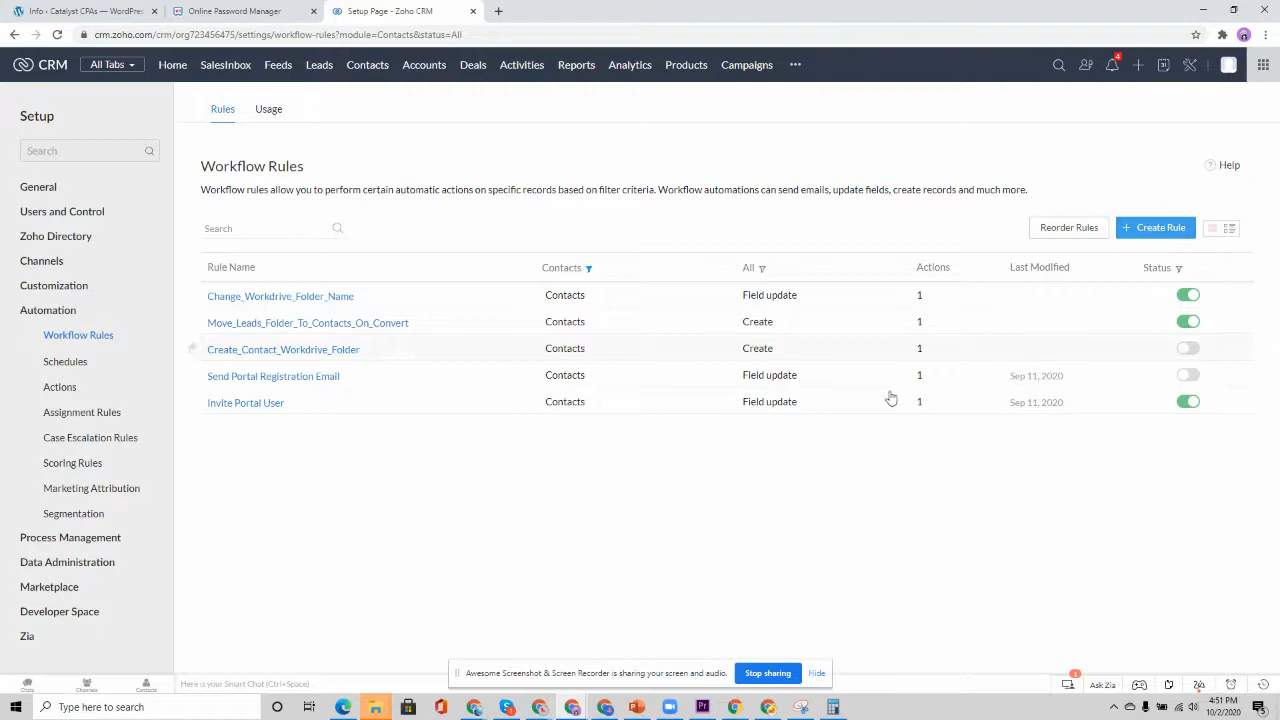 Info ‹ Catalyst CPAs — WordPres
Online Password Manager
Setup Page - Zoho CRM
crm.zoho.com/crm/org723456475/settings/workflow-rules?module=Contacts&status=All
CRM
All Tabs
Home
SalesInbox
Feeds
Leads
Contacts
Accounts
Deals
Activities
Reports
Analytics
Products
Campaigns
4
Setup
Search
General
Users and Control
Zoho Directory
Channels
Customization
Automation
Workflow Rules
Schedules
Actions
Assignment Rules
Case Escalation Rules
Scoring Rules
Marketing Attribution
Segmentation
Process Management
Data Administration
Marketplace
Developer Space
Zia
Rules
Usage
Workflow Rules
Help
Workflow rules allow you to perform certain automatic actions on specific records based on filter criteria. Workflow automations can send emails, update fields, create records and much more.
Search
Reorder Rules
+ Create Rule
Rule Name Contacts All Actions Last Modified Status
Change_Workdrive_Folder_Name Contacts Field update 1
Move_Leads_Folder_To_Contacts_On_Convert Contacts Create 1
Create_Contact_Workdrive_Folder Contacts Create 1
Send Portal Registration Email Contacts Field update 1 Sep 11, 2020
Invite Portal User Contacts Field update 1 Sep 11, 2020
Awesome Screenshot & Screen Recorder is sharing your screen and audio.
Stop sharing
Hide
Chats
Channels
Contacts
Here is your Smart Chat (Ctrl+Space)
1
Ask Zia
Type here to search
4:51 PM
10/2/2020